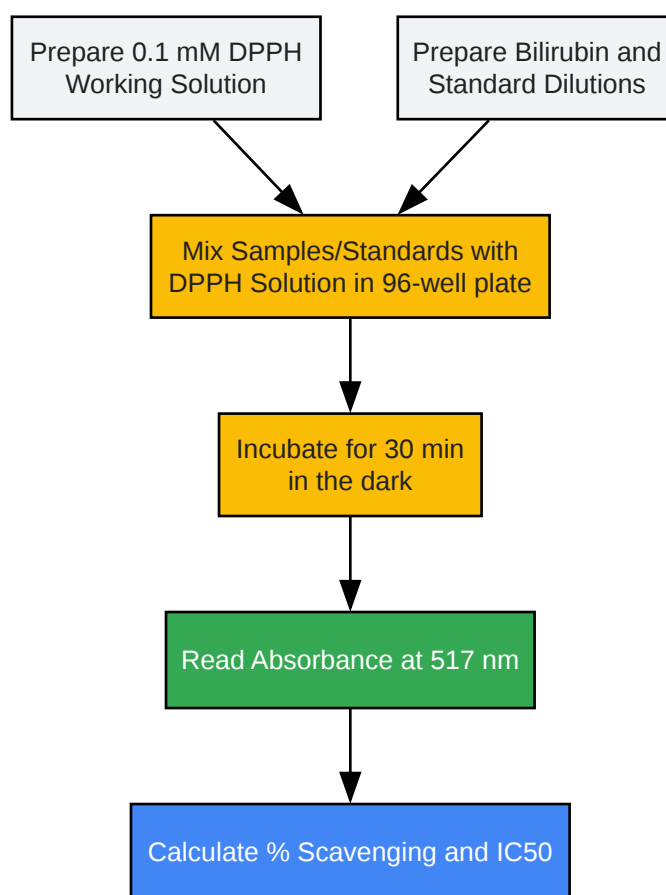 Prepare 0.1 mM DPPH
Working Solution
Prepare Bilirubin and
Standard Dilutions
Mix Samples/Standards with
DPPH Solution in 96-well plate
Incubate for 30 min
in the dark
Read Absorbance at 517 nm
Calculate % Scavenging and IC50